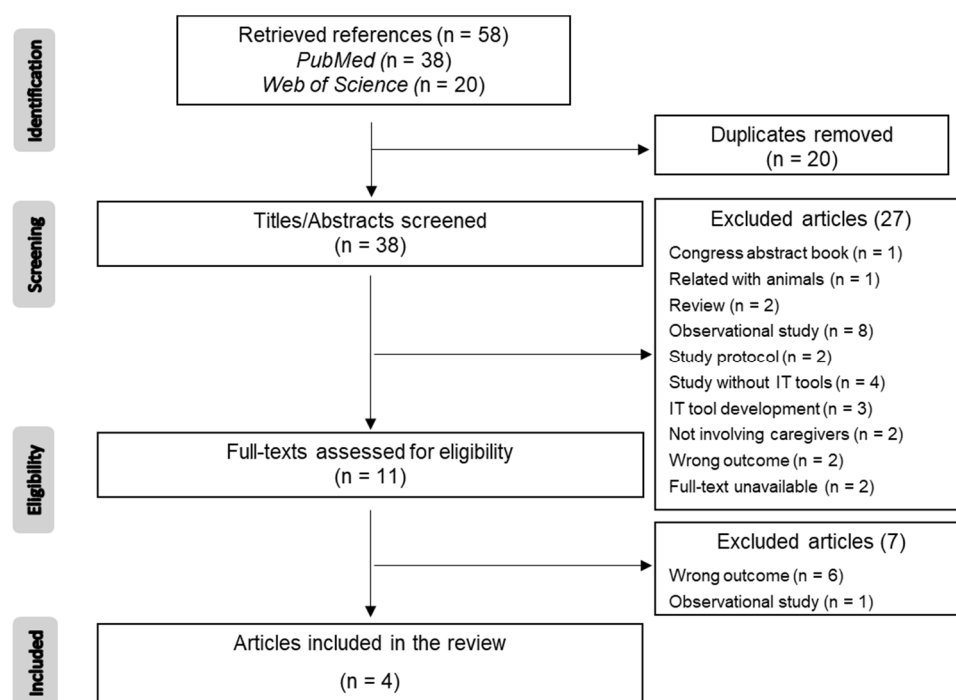 Identification
Retrieved references (n = 58)
PubMed (n = 38)
Web of Science (n = 20)
Duplicates removed
(n = 20)
Screening
Titles/Abstracts screened
(n = 38)
Excluded articles (27)
Congress abstract book (n = 1)
Related with animals (n = 1)
Review (n = 2)
Observational study (n = 8)
Study protocol (n = 2)
Study without IT tools (n = 4)
IT tool development (n = 3)
Not involving caregivers (n = 2)
Wrong outcome (n = 2)
Full-text unavailable (n = 2)
Eligibility
Full-texts assessed for eligibility
(n = 11)
Excluded articles (7)
Wrong outcome (n = 6)
Observational study (n = 1)
Included
Articles included in the review
(n = 4)